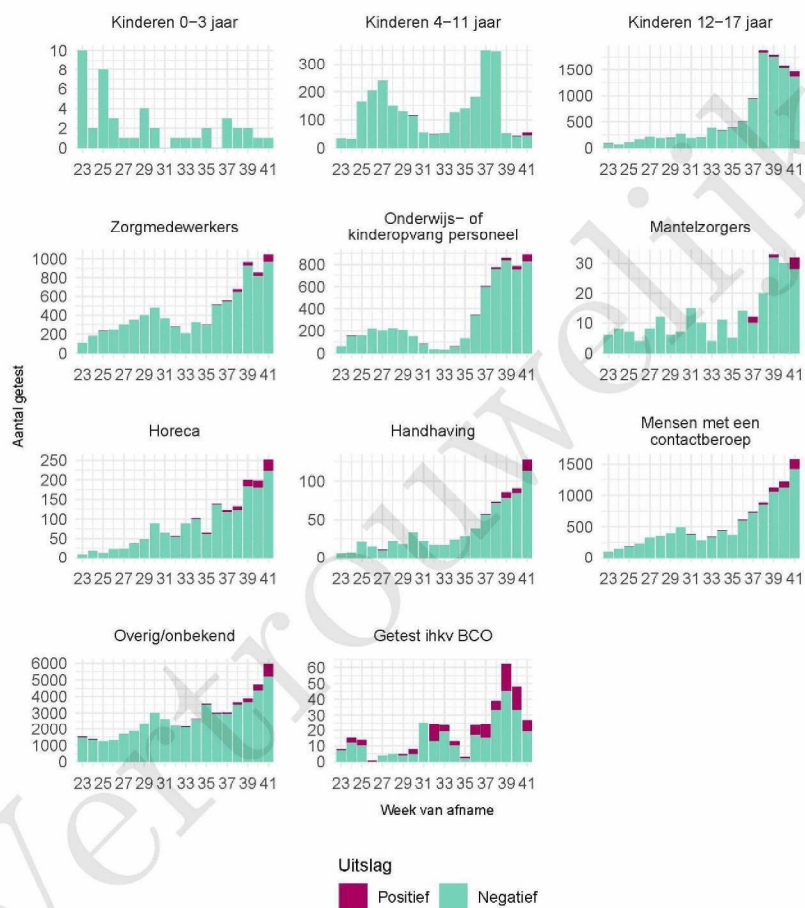 Kinderen 0−3 jaar
Kinderen 4−11 jaar
Kinderen 12−17 jaar
10
8
6
4
2
0
23 25 27 29 31 33 35 37 39 41
300
200
100
0
23 25 27 29 31 33 35 37 39 41
1500
1000
500
0
23 25 27 29 31 33 35 37 39 41
Zorgmedewerkers
Onderwijs− of
kinderopvang personeel
Mantelzorgers
1000
800
600
400
200
0
23 25 27 29 31 33 35 37 39 41
800
600
400
200
0
23 25 27 29 31 33 35 37 39 41
30
20
10
0
23 25 27 29 31 33 35 37 39 41
Aantal getest
Horeca
Handhaving
Mensen met een
contactberoep
250
200
150
100
50
0
23 25 27 29 31 33 35 37 39 41
100
50
0
23 25 27 29 31 33 35 37 39 41
1500
1000
500
0
23 25 27 29 31 33 35 37 39 41
Overig/onbekend
Getest ihkv BCO
6000
5000
4000
3000
2000
1000
0
23 25 27 29 31 33 35 37 39 41
60
50
40
30
20
10
0
23 25 27 29 31 33 35 37 39 41
Week van afname
Uitslag
Positief
Negatief
Vertrouwelijk